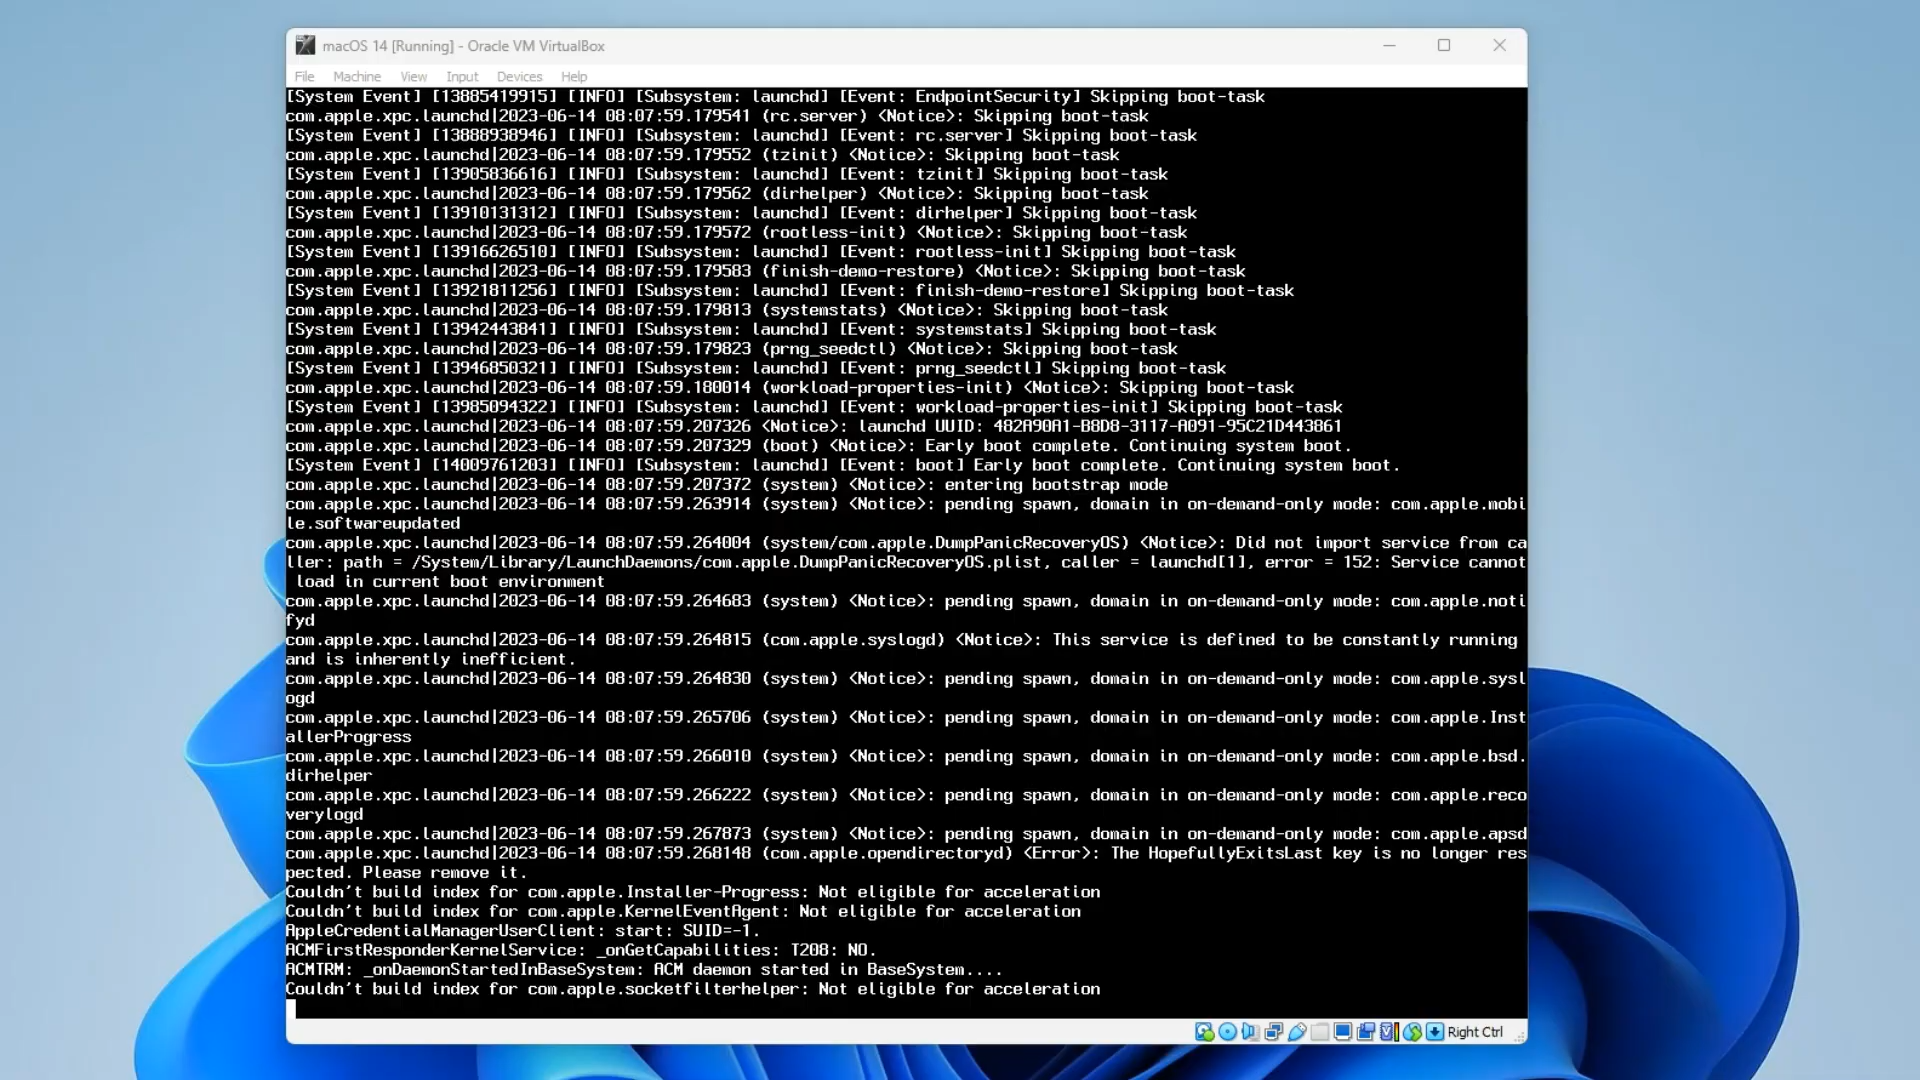 macOS 14 [Running] - Oracle VM VirtualBox
File Machine View Input Devices Help
[System Event] [13885419915] [INFO] [Subsystem: launchd] [Event: EndpointSecurity] Skipping boot-task
com.apple.xpc.launchd|2023-06-14 08:07:59.179541 (rc.server) <Notice>: Skipping boot-task
[System Event] [13888938946] [INFO] [Subsystem: launchd] [Event: rc.server] Skipping boot-task
com.apple.xpc.launchd|2023-06-14 08:07:59.179552 (tzinit) <Notice>: Skipping boot-task
[System Event] [13905836616] [INFO] [Subsystem: launchd] [Event: tzinit] Skipping boot-task
com.apple.xpc.launchd|2023-06-14 08:07:59.179562 (dirhelper) <Notice>: Skipping boot-task
[System Event] [13910131312] [INFO] [Subsystem: launchd] [Event: dirhelper] Skipping boot-task
com.apple.xpc.launchd|2023-06-14 08:07:59.179572 (rootless-init) <Notice>: Skipping boot-task
[System Event] [13916626510] [INFO] [Subsystem: launchd] [Event: rootless-init] Skipping boot-task
com.apple.xpc.launchd|2023-06-14 08:07:59.179583 (finish-demo-restore) <Notice>: Skipping boot-task
[System Event] [13921811256] [INFO] [Subsystem: launchd] [Event: finish-demo-restore] Skipping boot-task
com.apple.xpc.launchd|2023-06-14 08:07:59.179813 (systemstats) <Notice>: Skipping boot-task
[System Event] [13942443841] [INFO] [Subsystem: launchd] [Event: systemstats] Skipping boot-task
com.apple.xpc.launchd|2023-06-14 08:07:59.179823 (prng_seedctl) <Notice>: Skipping boot-task
[System Event] [13946850321] [INFO] [Subsystem: launchd] [Event: prng_seedctl] Skipping boot-task
com.apple.xpc.launchd|2023-06-14 08:07:59.180014 (workload-properties-init) <Notice>: Skipping boot-task
[System Event] [13985094322] [INFO] [Subsystem: launchd] [Event: workload-properties-init] Skipping boot-task
com.apple.xpc.launchd|2023-06-14 08:07:59.207326 <Notice>: launchd UUID: 482A90A1-B8D8-3117-A091-95C21D443861
com.apple.xpc.launchd|2023-06-14 08:07:59.207329 (boot) <Notice>: Early boot complete. Continuing system boot.
[System Event] [14009761203] [INFO] [Subsystem: launchd] [Event: boot] Early boot complete. Continuing system boot.
com.apple.xpc.launchd|2023-06-14 08:07:59.207372 (system) <Notice>: entering bootstrap mode
com.apple.xpc.launchd|2023-06-14 08:07:59.263914 (system) <Notice>: pending spawn, domain in on-demand-only mode: com.apple.mobi
le.softwareupdated
com.apple.xpc.launchd|2023-06-14 08:07:59.264004 (system/com.apple.DumpPanicRecoveryOS) <Notice>: Did not import service from ca
ller: path = /System/Library/LaunchDaemons/com.apple.DumpPanicRecoveryOS.plist, caller = launchd[1], error = 152: Service cannot
 load in current boot environment
com.apple.xpc.launchd|2023-06-14 08:07:59.264683 (system) <Notice>: pending spawn, domain in on-demand-only mode: com.apple.noti
fyd
com.apple.xpc.launchd|2023-06-14 08:07:59.264815 (com.apple.syslogd) <Notice>: This service is defined to be constantly running
and is inherently inefficient.
com.apple.xpc.launchd|2023-06-14 08:07:59.264830 (system) <Notice>: pending spawn, domain in on-demand-only mode: com.apple.sysl
ogd
com.apple.xpc.launchd|2023-06-14 08:07:59.265706 (system) <Notice>: pending spawn, domain in on-demand-only mode: com.apple.Inst
allerProgress
com.apple.xpc.launchd|2023-06-14 08:07:59.266010 (system) <Notice>: pending spawn, domain in on-demand-only mode: com.apple.bsd.
dirhelper
com.apple.xpc.launchd|2023-06-14 08:07:59.266222 (system) <Notice>: pending spawn, domain in on-demand-only mode: com.apple.reco
verylogd
com.apple.xpc.launchd|2023-06-14 08:07:59.267873 (system) <Notice>: pending spawn, domain in on-demand-only mode: com.apple.apsd
com.apple.xpc.launchd|2023-06-14 08:07:59.268148 (com.apple.opendirectoryd) <Error>: The HopefullyExitsLast key is no longer res
pected. Please remove it.
Couldn't build index for com.apple.Installer-Progress: Not eligible for acceleration
Couldn't build index for com.apple.KernelEventAgent: Not eligible for acceleration
AppleCredentialManagerUserClient: start: SUID=-1.
ACMFirstResponderKernelService: _onGetCapabilities: T208: NO.
ACMTRM: _onDaemonStartedInBaseSystem: ACM daemon started in BaseSystem....
Couldn't build index for com.apple.socketfilterhelper: Not eligible for acceleration
Right Ctrl